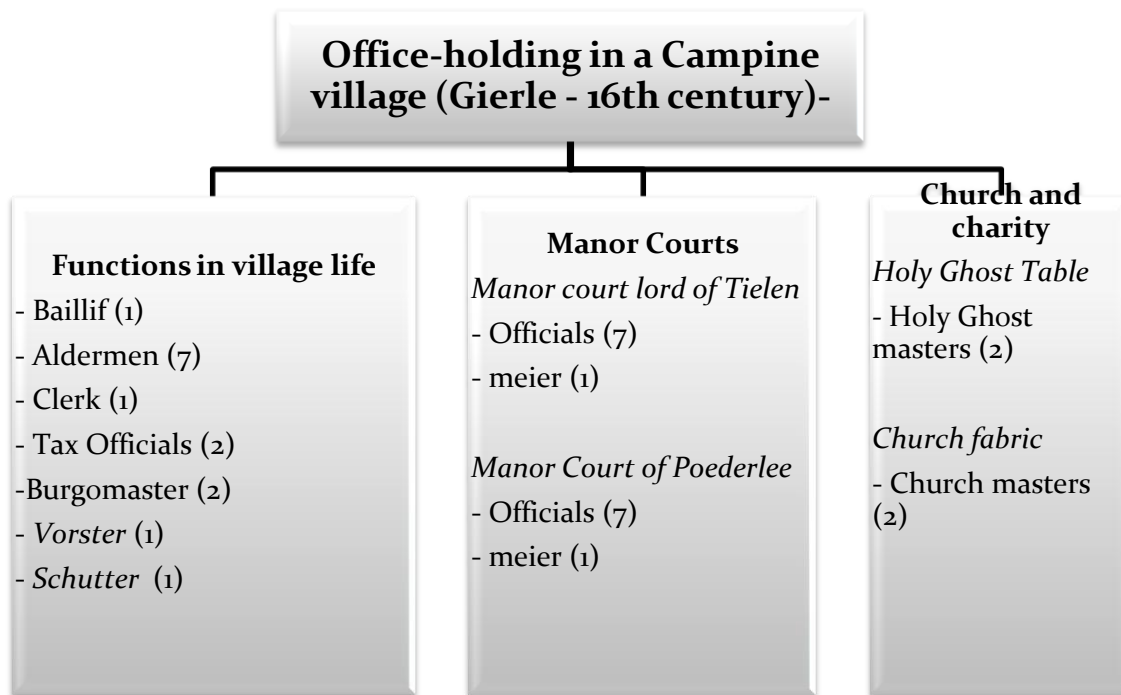 Office-holding in a Campine
village (Gierle - 16th century)-
Functions in village life
- Baillif (1)
- Aldermen (7)
- Clerk (1)
- Tax Officials (2)
-Burgomaster (2)
- Vorster (1)
- Schutter (1)
Manor Courts
Manor court lord of Tielen
- Officials (7)
- meier (1)
Manor Court of Poederlee
- Officials (7)
- meier (1)
Church and
charity
Holy Ghost Table
- Holy Ghost
masters (2)
Church fabric
- Church masters
(2)